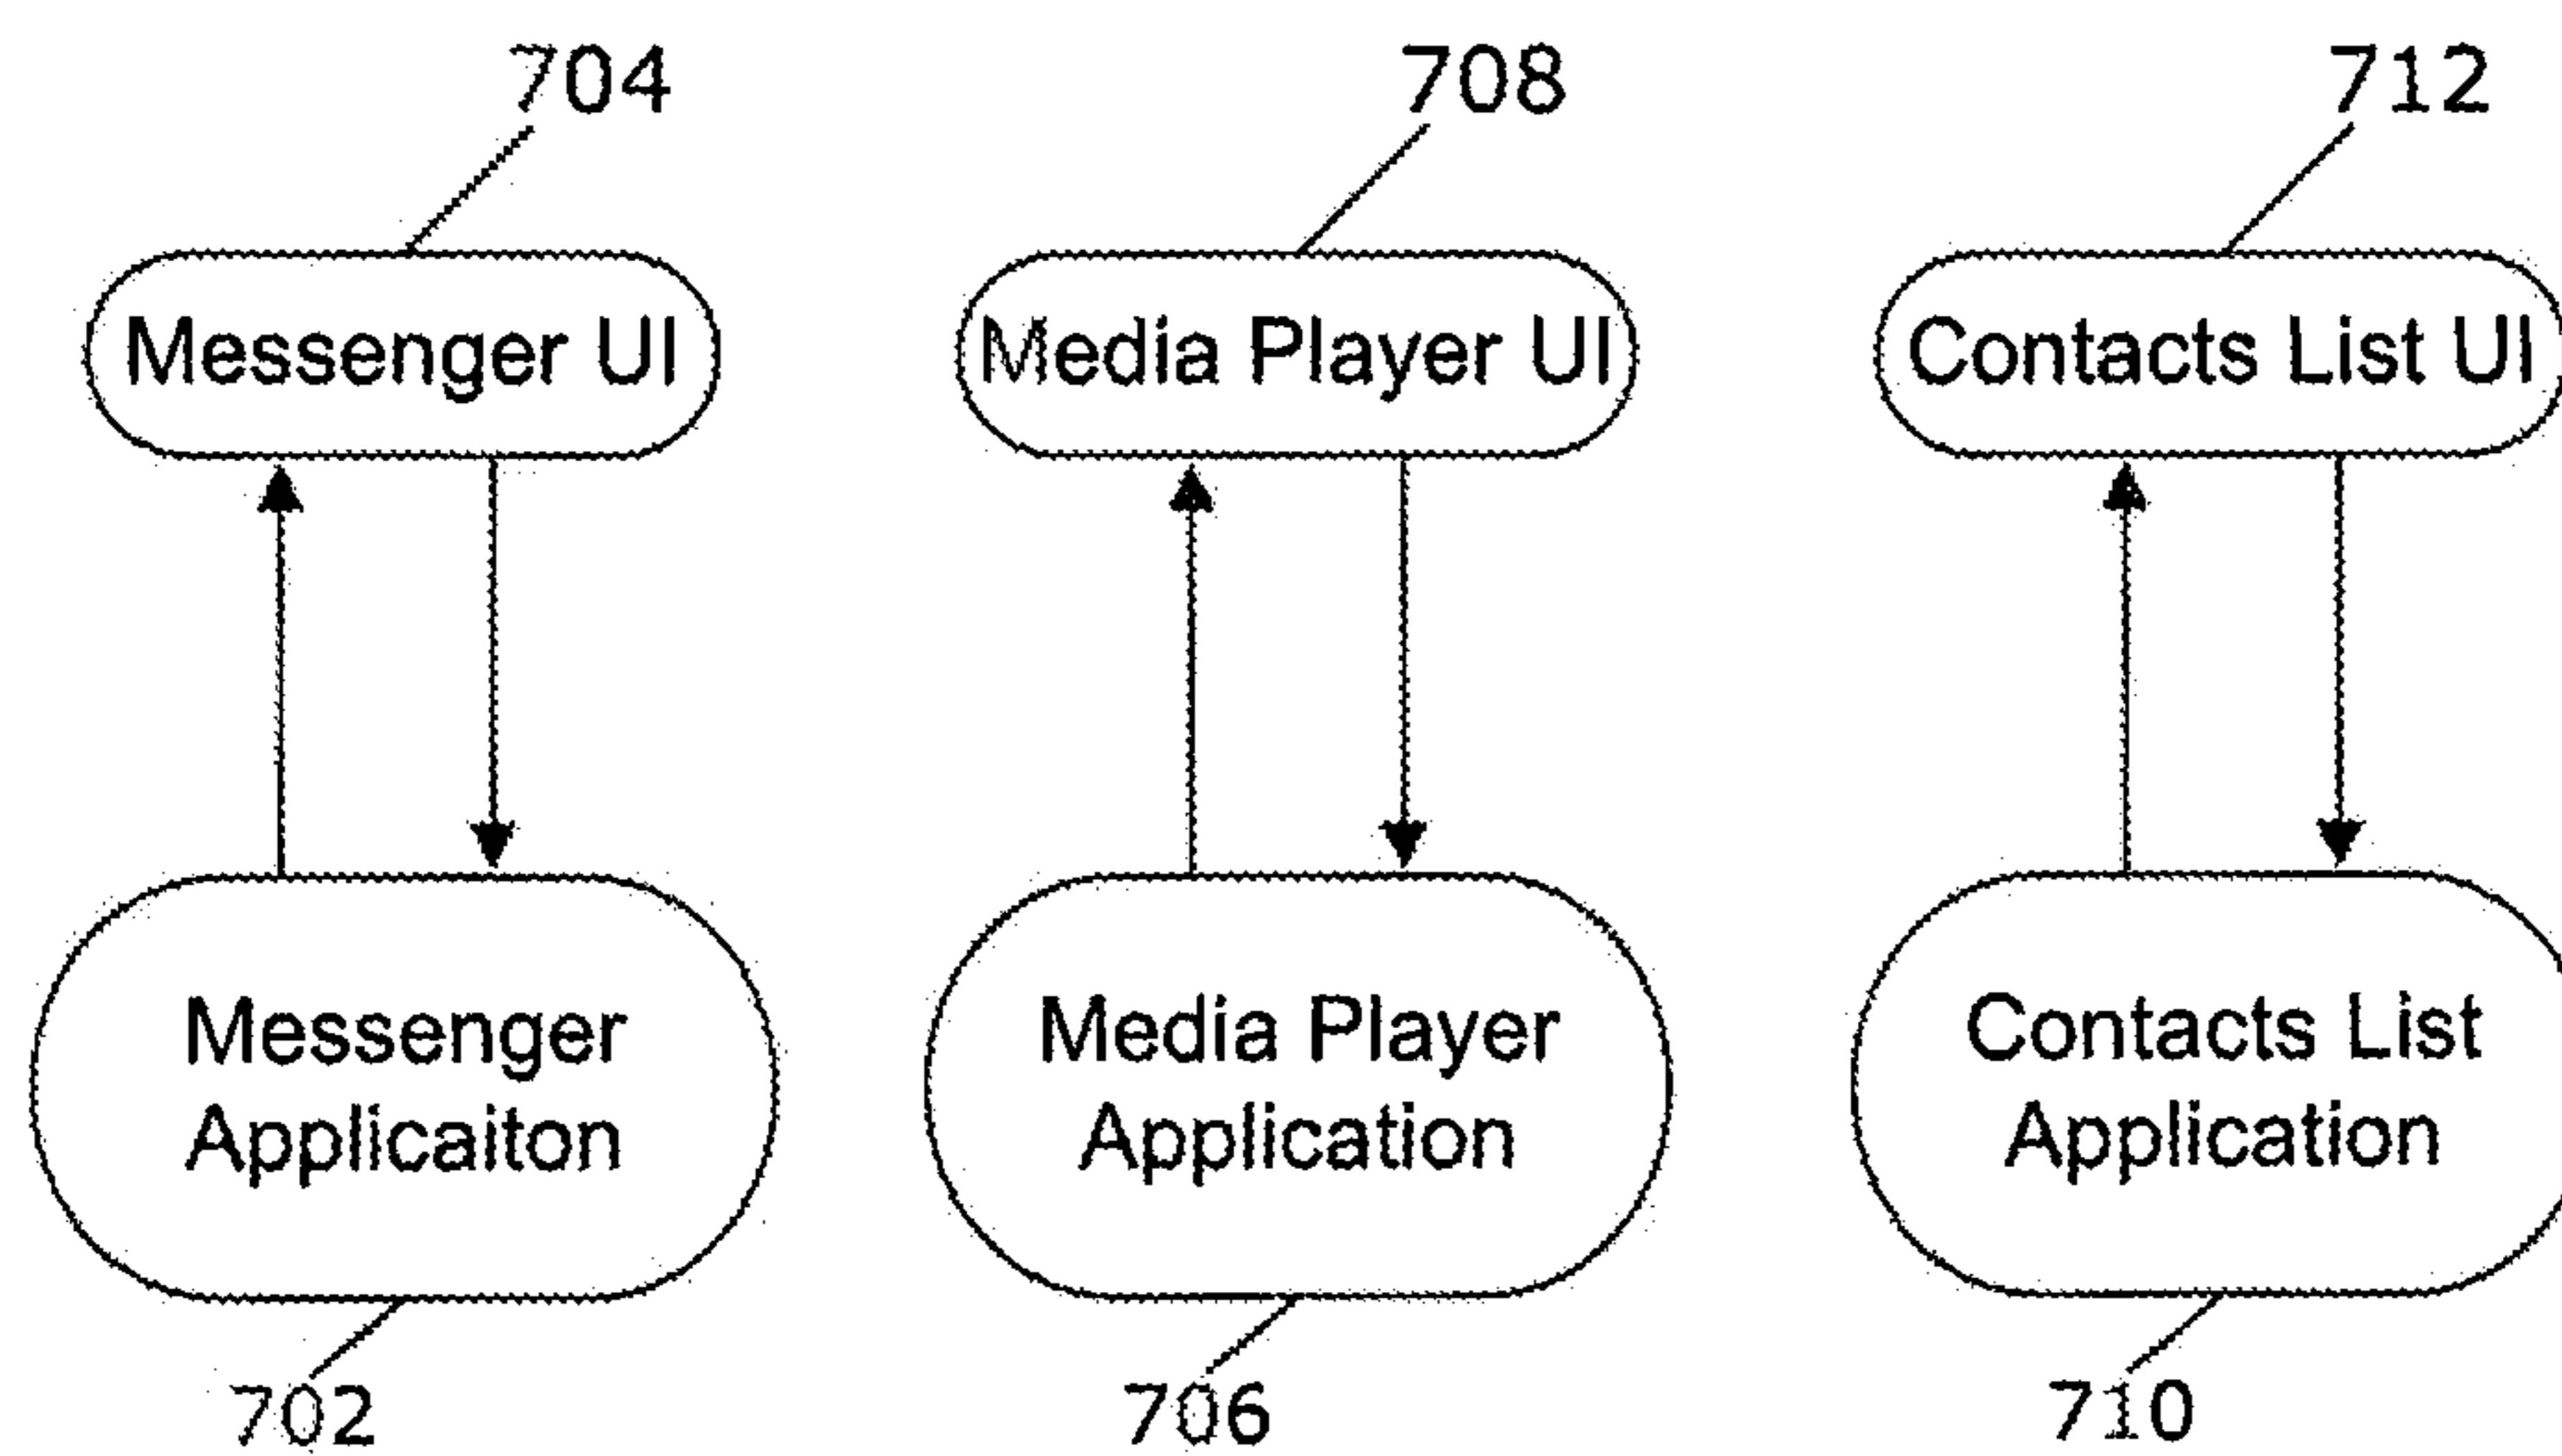 704
708
712
Messenger UI
Media Player UI
Contacts List UI
Messenger
Applicaiton
Media Player
Application
Contacts List
Application
702
706
710